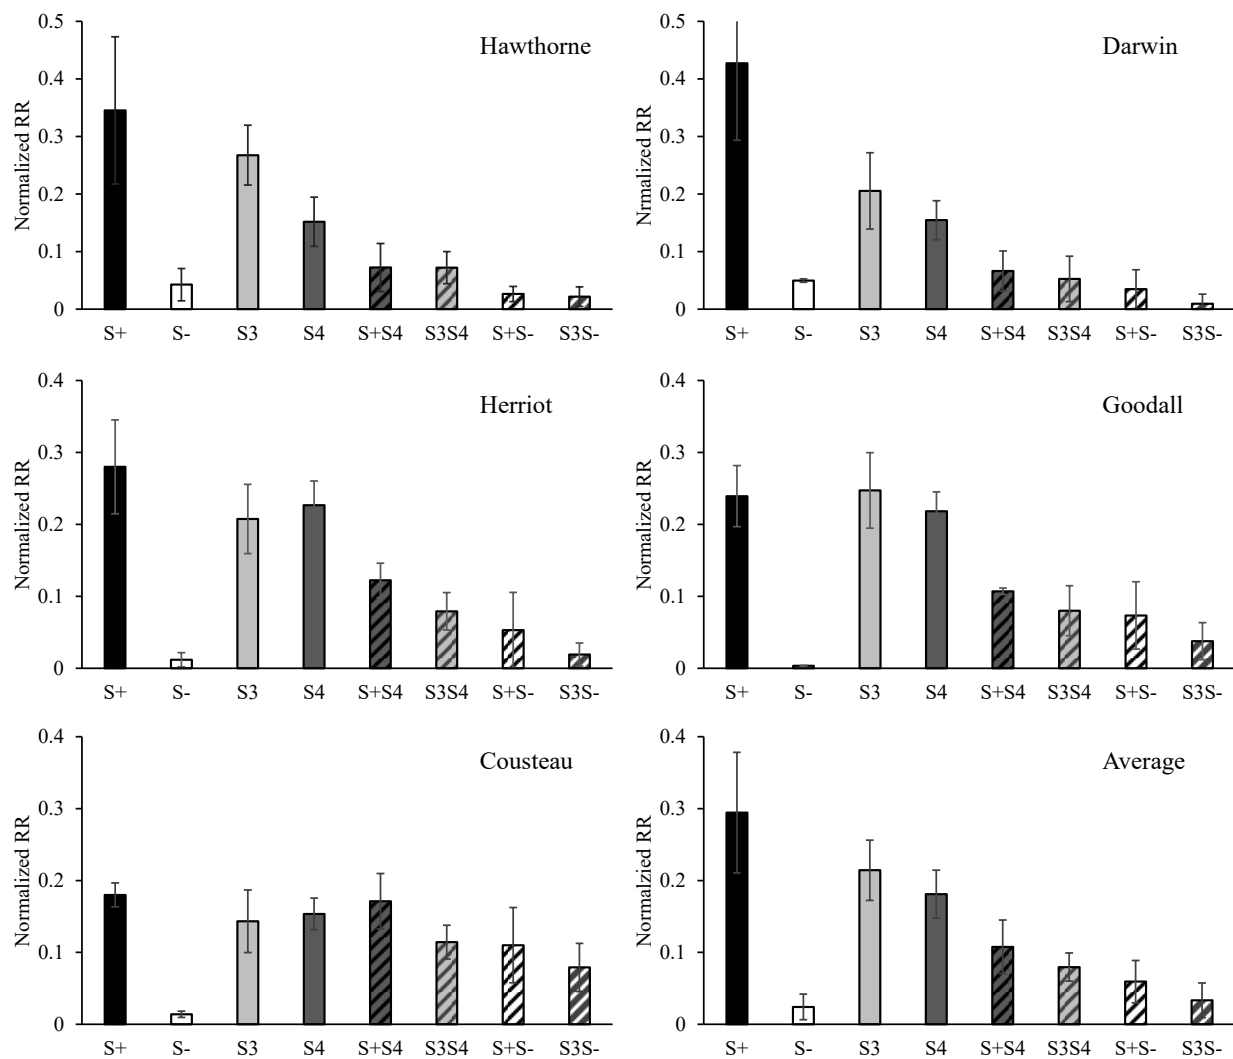 Hawthorne
Normalized RR
0.5
0.4
0.3
0.2
0.1
0
S+ S- S3 S4 S+S4 S3S4 S+S- S3S-
Darwin
Nrmalized RR
0.5
0.4
0.3
0.2
0.1
0
S+ S- S3 S4 S+S4 S3S4 S+S- S3S-
Herriot
Normalized RR
0.4
0.3
0.2
0.1
0
S+ S- S3 S4 S+S4 S3S4 S+S- S3S-
Goodall
Normalized RR
0.4
0.3
0.2
0.1
0
S+ S- S3 S4 S+S4 S3S4 S+S- S3S-
Cousteau
Normalized RR
0.4
0.3
0.2
0.1
0
S+ S- S3 S4 S+S4 S3S4 S+S- S3S-
Average
Normalzied RR
0.4
0.3
0.2
0.1
0
S+ S- S3 S4 S+S4 S3S4 S+S- S3S-